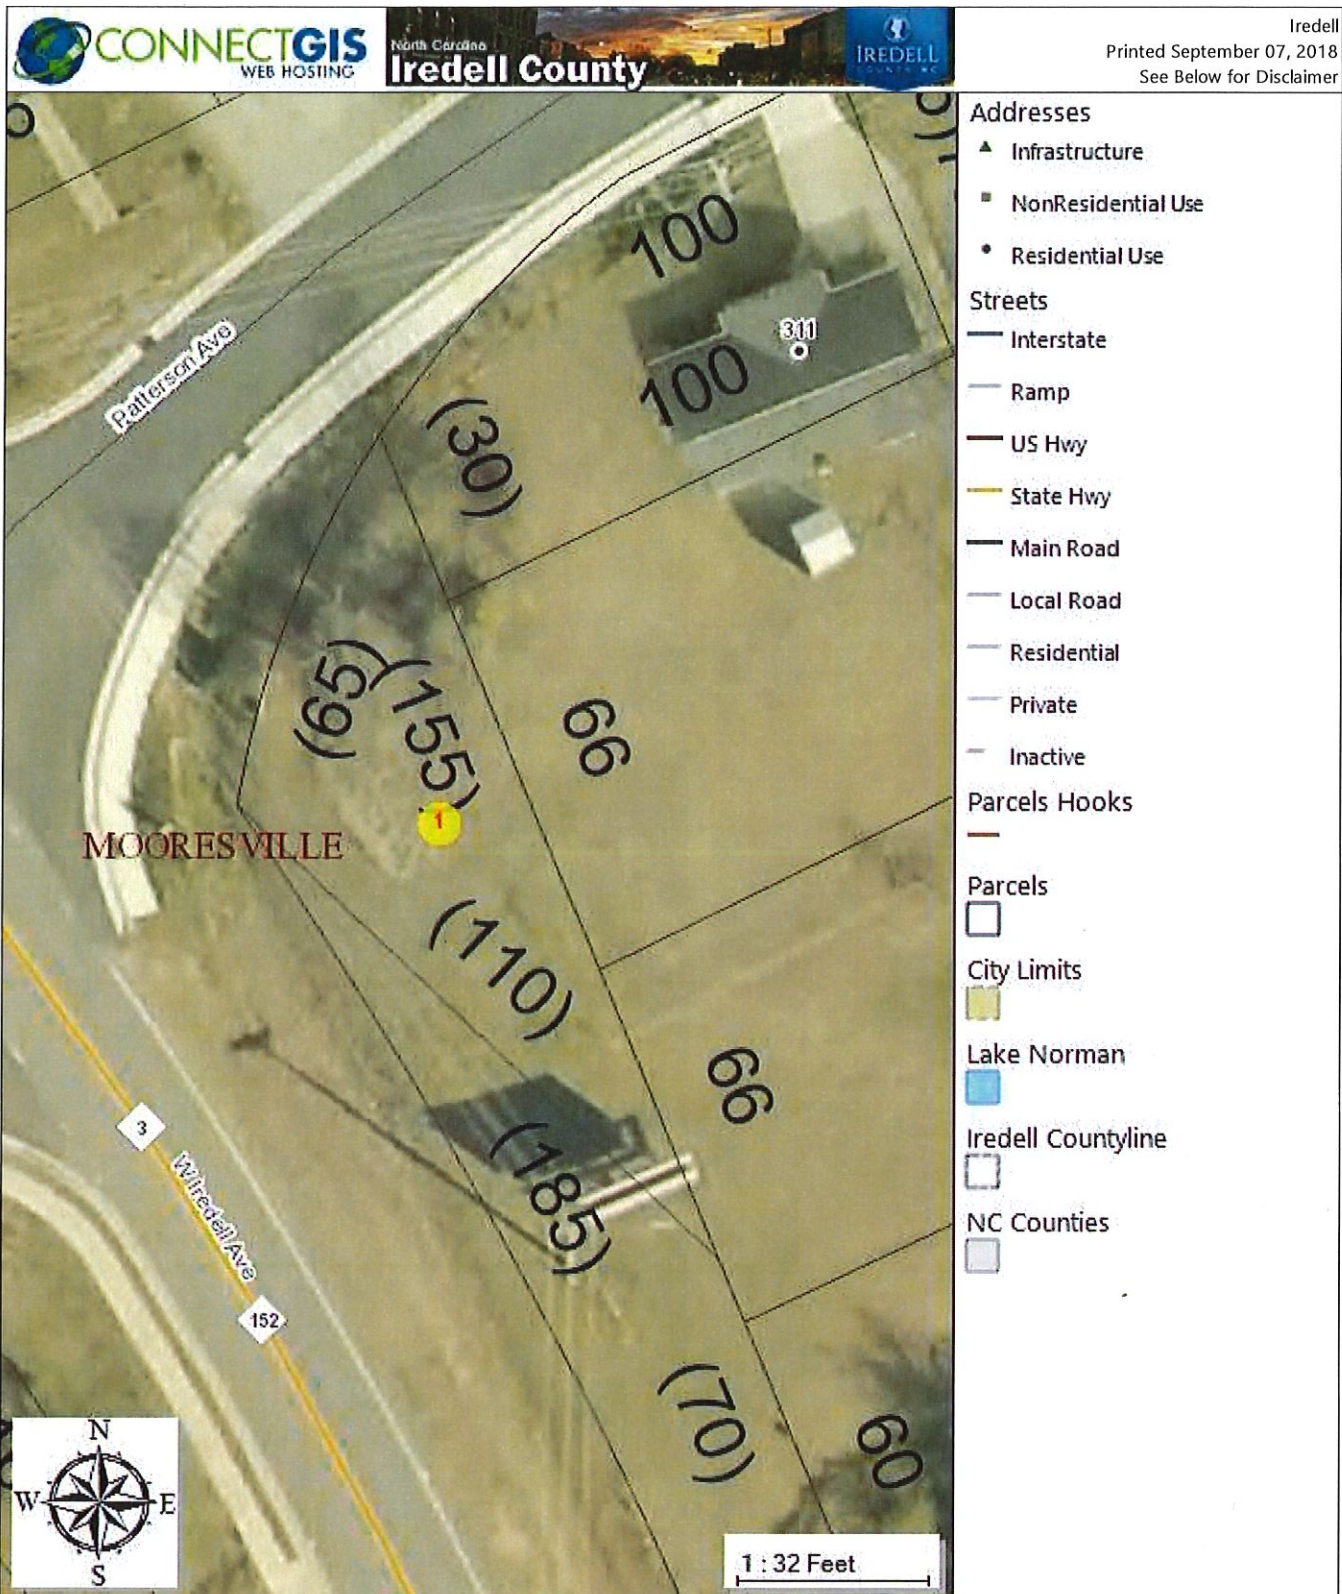 CONNECTGIS
WEB HOSTING
North Carolina
Iredell County
IREDELL
COUNTY NC
Iredell
Printed September 07, 2018
See Below for Disclaimer
Addresses
Infrastructure
NonResidential Use
Residential Use
Streets
Interstate
Ramp
US Hwy
State Hwy
Main Road
Local Road
Residential
Private
Inactive
Parcels Hooks
Parcels
City Limits
Lake Norman
Iredell Countyline
NC Counties
100
311
100
Patterson Ave
(30)
(65)
(155)
66
1
MOORESVILLE
(110)
66
3
W Iredell Ave
(185)
152
(70)
60
N
W E
S
1 : 32 Feet